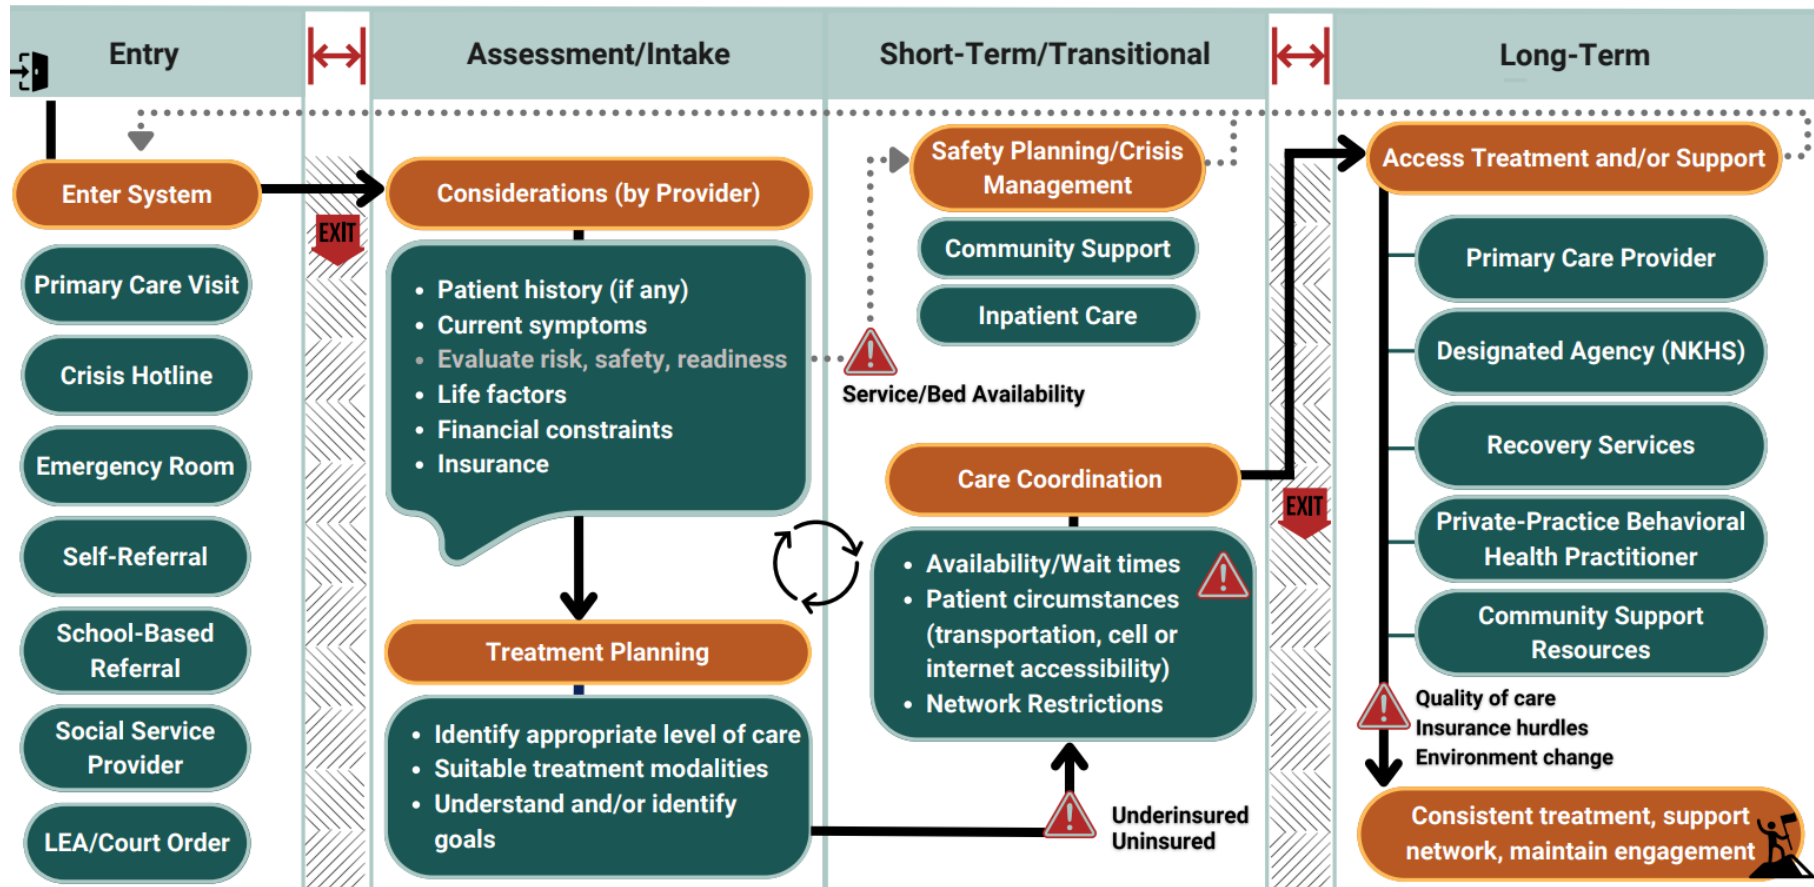 Entry
Assessment/Intake
Short-Term/Transitional
Long-Term
Enter System
EXIT
Primary Care Visit
Crisis Hotline
Emergency Room
Self-Referral
School-Based
Referral
Social Service
Provider
LEA/Court Order
Considerations (by Provider)
• Patient history (if any)
• Current symptoms
• Evaluate risk, safety, readiness
• Life factors
• Financial constraints
• Insurance
Treatment Planning
• Identify appropriate level of care
• Suitable treatment modalities
• Understand and/or identify
goals
Safety Planning/Crisis
Management
Community Support
Inpatient Care
Service/Bed Availability
Care Coordination
• Availability/Wait times
• Patient circumstances
(transportation, cell or
internet accessibility)
• Network Restrictions
Underinsured
Uninsured
EXIT
Access Treatment and/or Support
Primary Care Provider
Designated Agency (NKHS)
Recovery Services
Private-Practice Behavioral
Health Practitioner
Community Support
Resources
Quality of care
Insurance hurdles
Environment change
Consistent treatment, support
network, maintain engagement